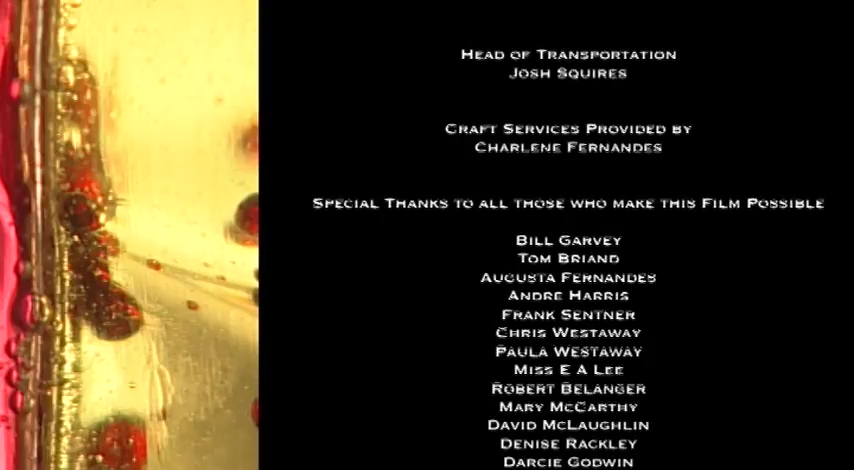 Head of Transportation
Josh Squires
Craft Services Provided by
Charlene Fernandes
Special Thanks to all those who make this Film Possible
Bill Garvey
Tom Briand
Augusta Fernandes
Andre Harris
Frank Sentner
Chris Westaway
Paula Westaway
Miss E A Lee
Robert Belanger
Mary McCarthy
David McLaughlin
Denise Rackley
Darcie Godwin